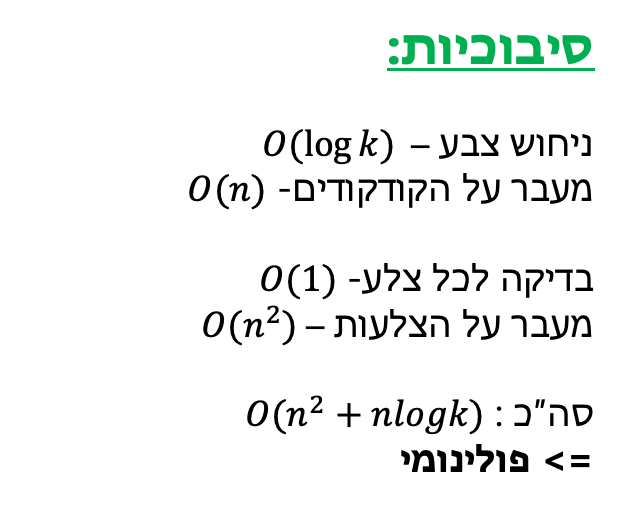 סיבוכיות:
ניחוש צבע – O(log k)
מעבר על הקודקודים- O(n)
בדיקה לכל צלע- O(1)
מעבר על הצלעות – O(n²)
סה"כ : O(n² + nlogk)
=> פולינומי